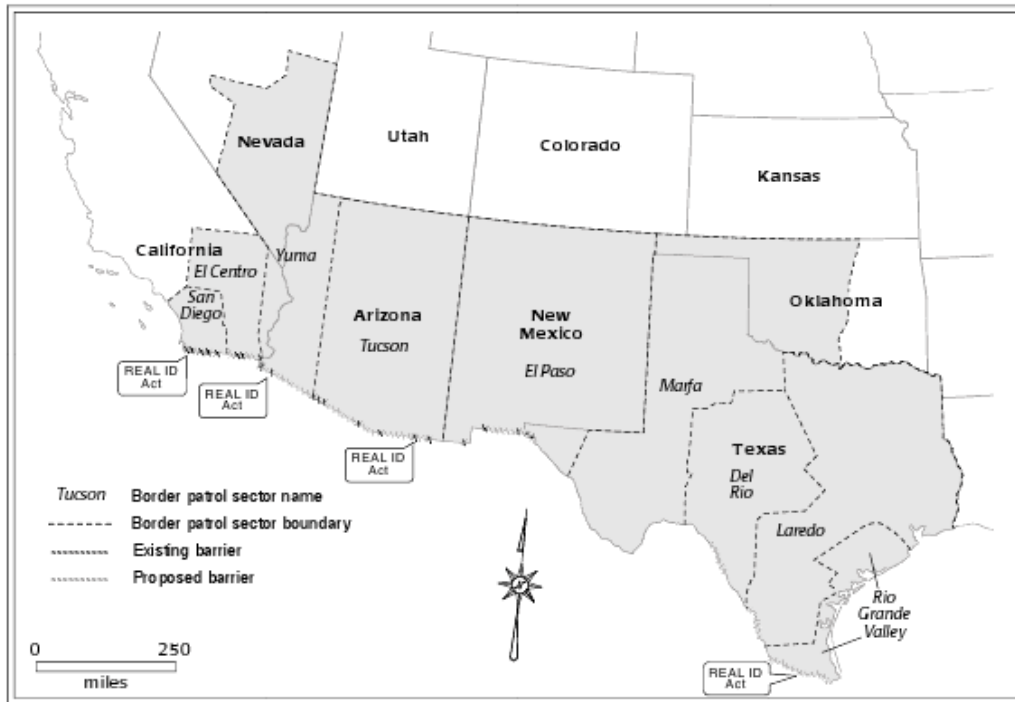 Nevada
Utah
Colorado
Kansas
California
El Centro
Yuma
San
Diego
Arizona
Tucson
New
Mexico
El Paso
Oklahoma
Marfa
REAL ID
Act
REAL ID
Act
REAL ID
Act
Texas
Del
Rio
Laredo
Rio
Grande
Valley
REAL ID
Act
Tucson Border patrol sector name
Border patrol sector boundary
Existing barrier
Proposed barrier
0 250
miles